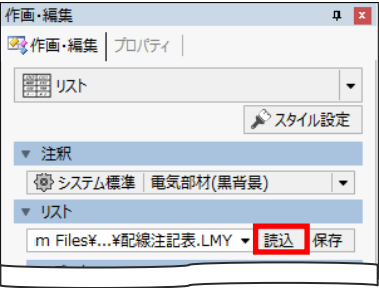 作画・編集
作画・編集 プロパティ
リスト
スタイル設定
注釈
システム標準 電気部材(黒背景)
リスト
m Files¥...¥配線注記表.LMY 読込 保存